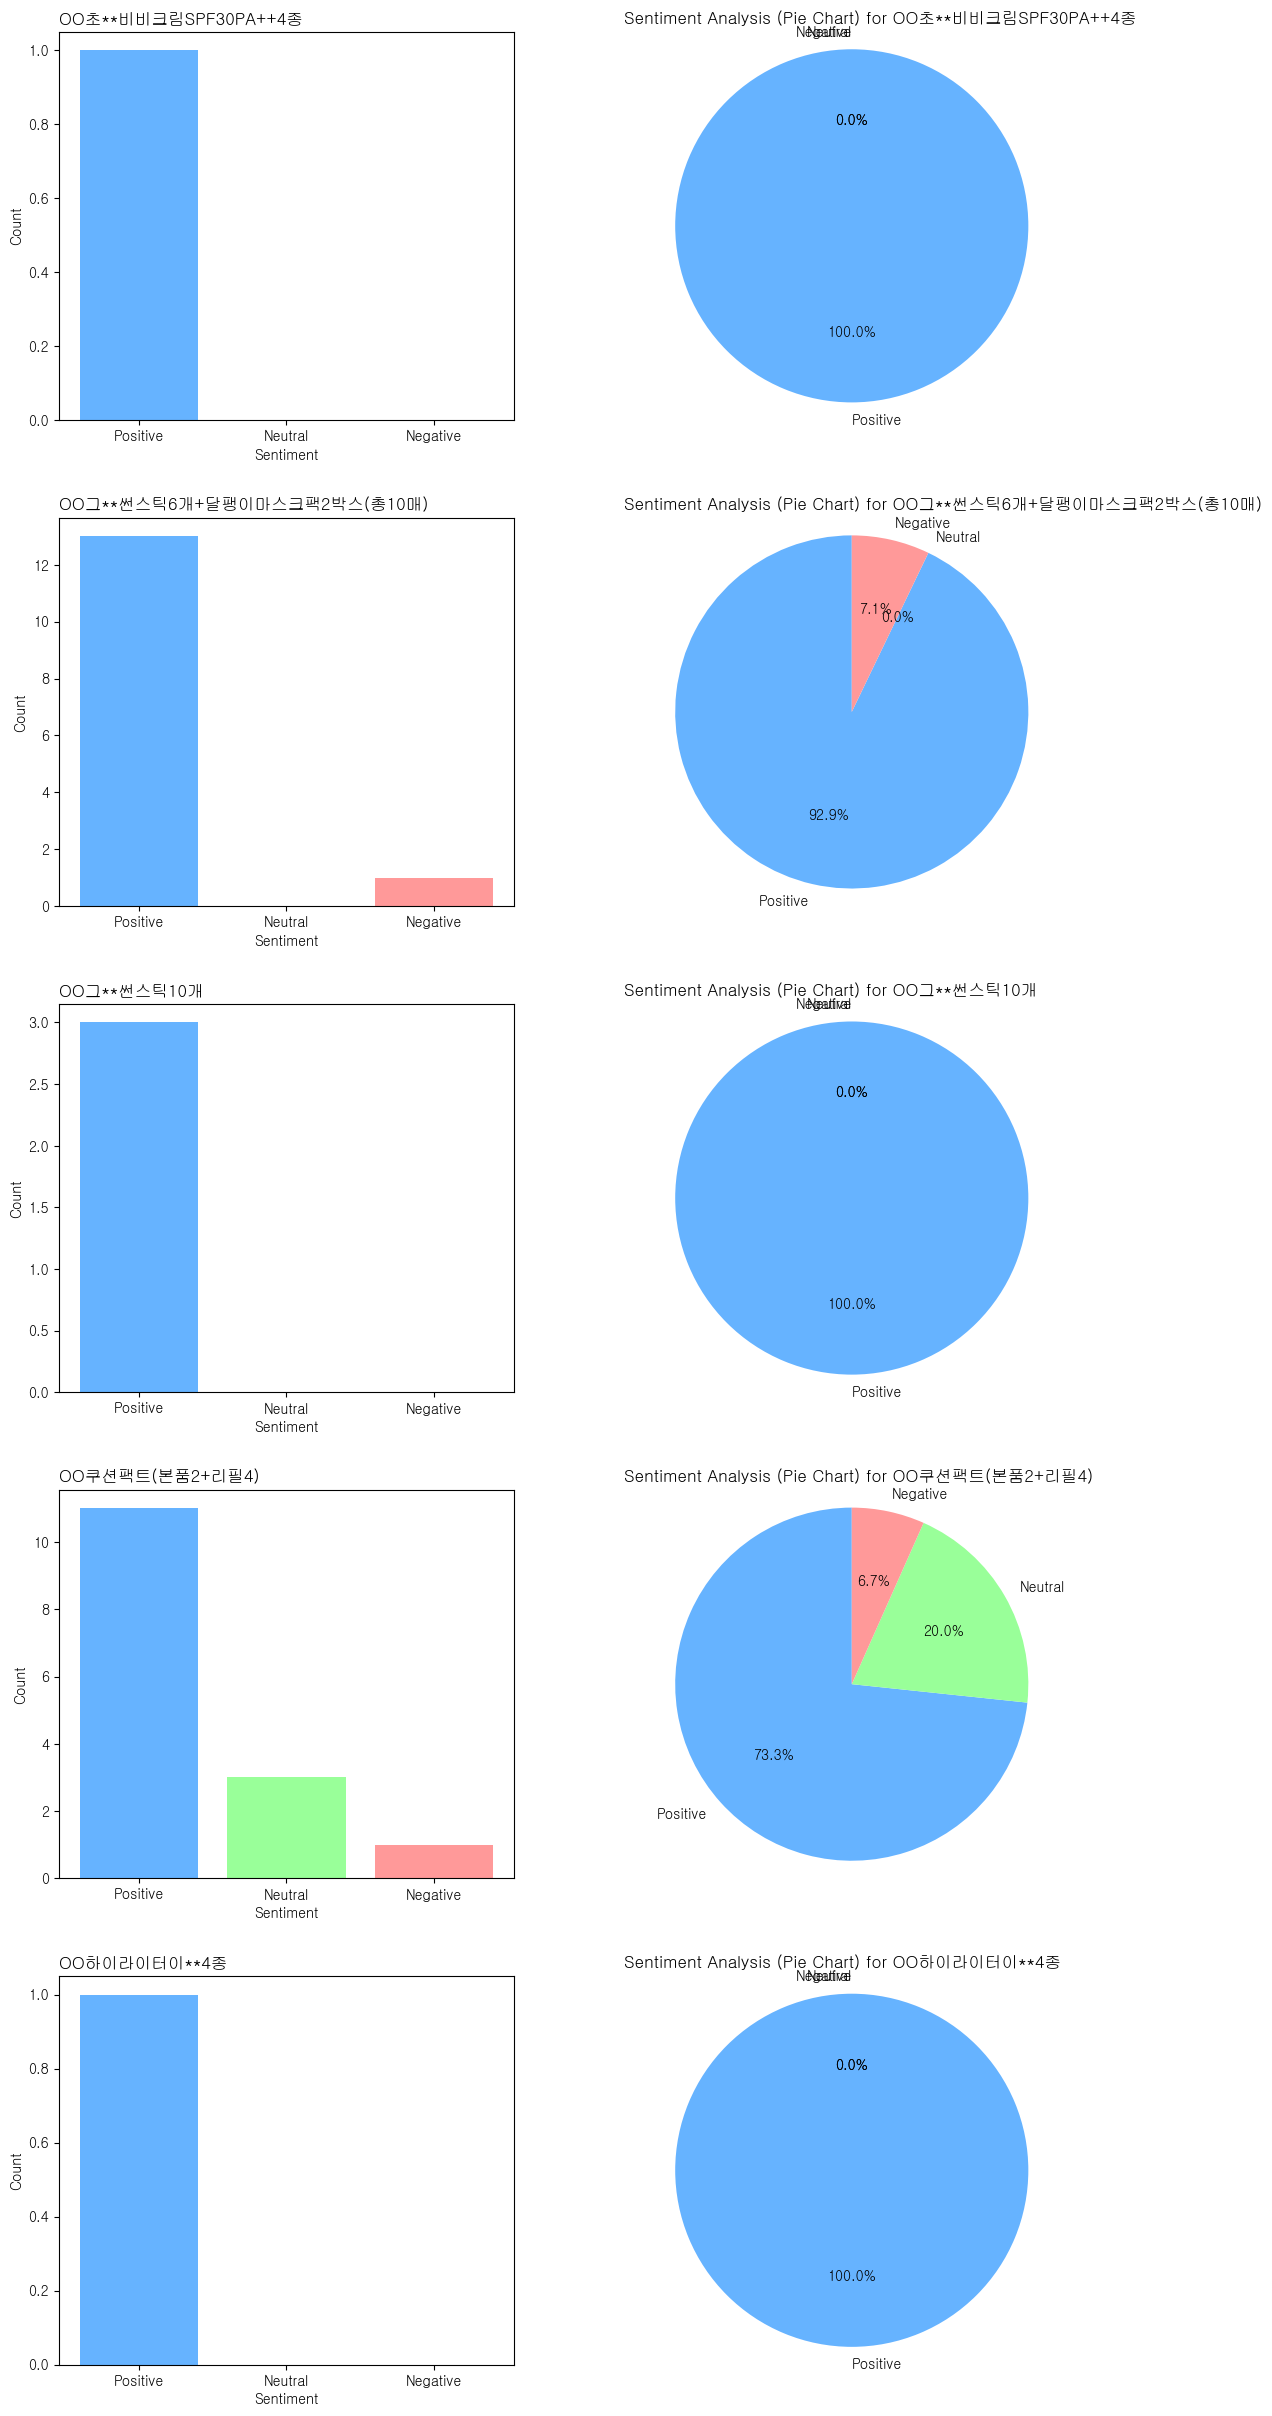 OO초**비비크림SPF30PA++4종
1.0
0.8
0.6
0.4
0.2
0.0
Count
Positive
Neutral
Negative
Sentiment
Sentiment Analysis (Pie Chart) for OO초**비비크림SPF30PA++4종
Negative
Neutral
0.0%
0.0%
100.0%
Positive
OO그**썬스틱6개+달팽이마스크팩2박스(총10매)
12
10
8
6
4
2
0
Count
Positive
Neutral
Negative
Sentiment
Sentiment Analysis (Pie Chart) for OO그**썬스틱6개+달팽이마스크팩2박스(총10매)
Negative
Neutral
7.1%
0.0%
92.9%
Positive
OO그**썬스틱10개
3.0
2.5
2.0
1.5
1.0
0.5
0.0
Count
Positive
Neutral
Negative
Sentiment
Sentiment Analysis (Pie Chart) for OO그**썬스틱10개
Negative
Neutral
0.0%
0.0%
100.0%
Positive
OO쿠션팩트(본품2+리필4)
10
8
6
4
2
0
Count
Positive
Neutral
Negative
Sentiment
Sentiment Analysis (Pie Chart) for OO쿠션팩트(본품2+리필4)
Negative
Neutral
6.7%
20.0%
73.3%
Positive
OO하이라이터이**4종
1.0
0.8
0.6
0.4
0.2
0.0
Count
Positive
Neutral
Negative
Sentiment
Sentiment Analysis (Pie Chart) for OO하이라이터이**4종
Negative
Neutral
0.0%
0.0%
100.0%
Positive